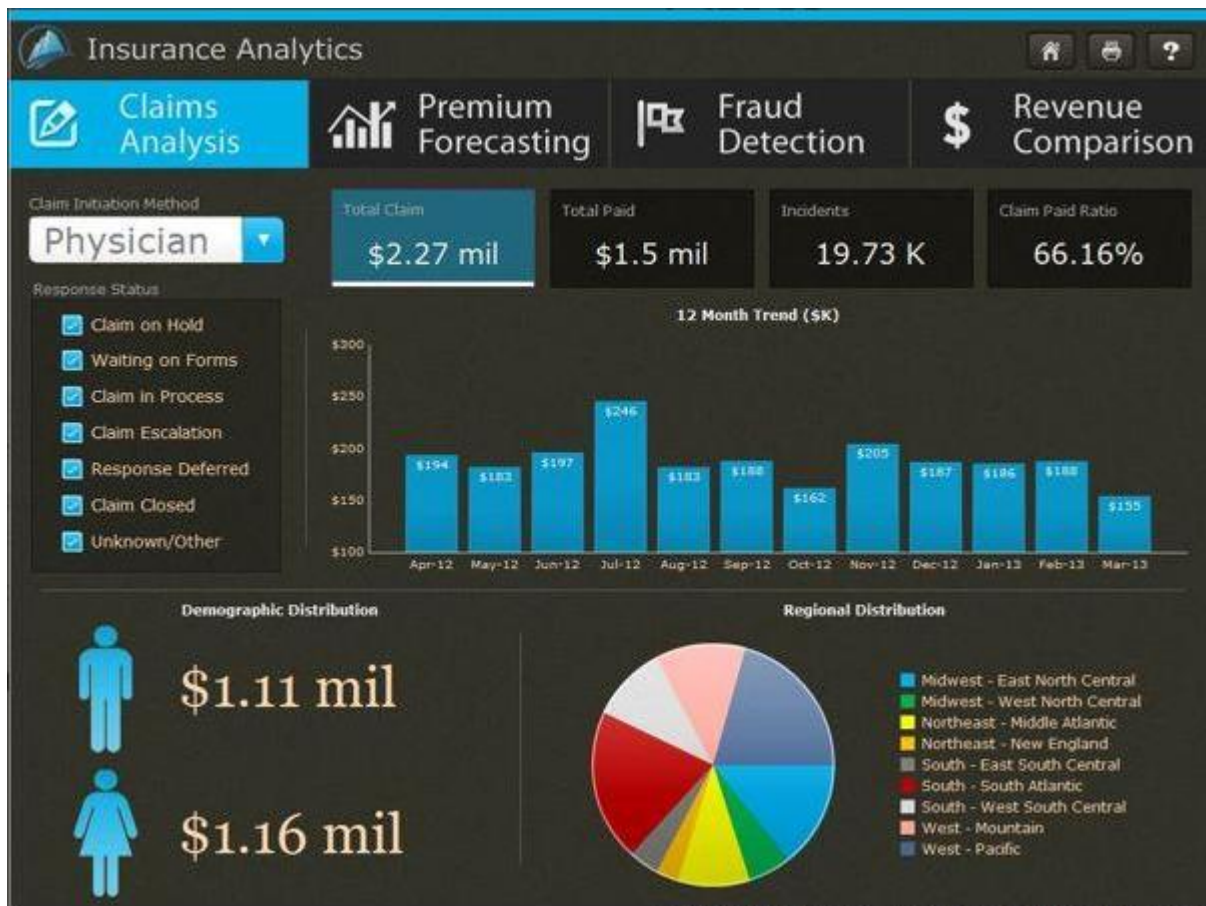 Insurance Analytics
?
Claims
Analysis
Premium
Forecasting
Fraud
Detection
$
Revenue
Comparison
Claim Initiation Method
Physician
Response Status
Claim on Hold
Waiting on Forms
Claim in Process
Claim Escalation
Response Deferred
Claim Closed
Unknown/Other
Total Claim
$2.27 mil
Total Paid
$1.5 mil
Incidents
19.73 K
Claim Paid Ratio
66.16%
12 Month Trend ($K)
$300
$250
$200
$150
$100
$194
$183
$197
$246
$183
$188
$162
$205
$187
$186
$188
$155
Apr-12 May-12 Jun-12 Jul-12 Aug-12 Sep-12 Oct-12 Nov-12 Dec-12 Jan-13 Feb-13 Mar-13
Demographic Distribution
$1.11 mil
$1.16 mil
Regional Distribution
Midwest - East North Central
Midwest - West North Central
Northeast - Middle Atlantic
Northeast - New England
South - East South Central
South - South Atlantic
South - West South Central
West - Mountain
West - Pacific